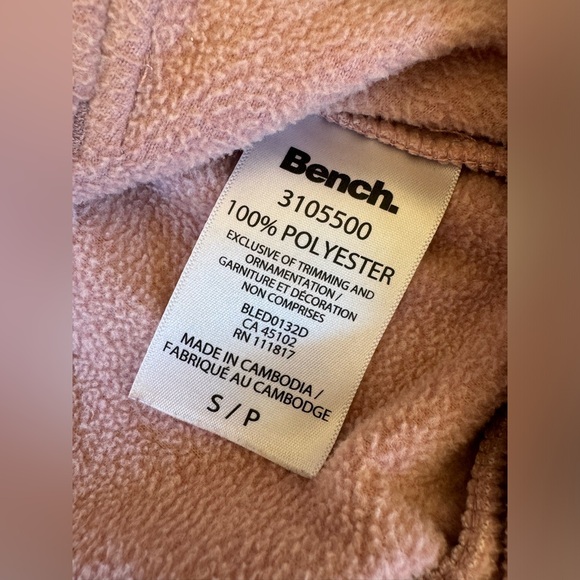 Bench.
3105500
100% POLYESTER
EXCLUSIVE OF TRIMMING AND
ORNAMENTATION /
GARNITURE ET DÉCORATION
NON COMPRISES
BLED0132D
CA 45102
RN 111817
MADE IN CAMBODIA /
FABRIQUÉ AU CAMBODGE
S / P